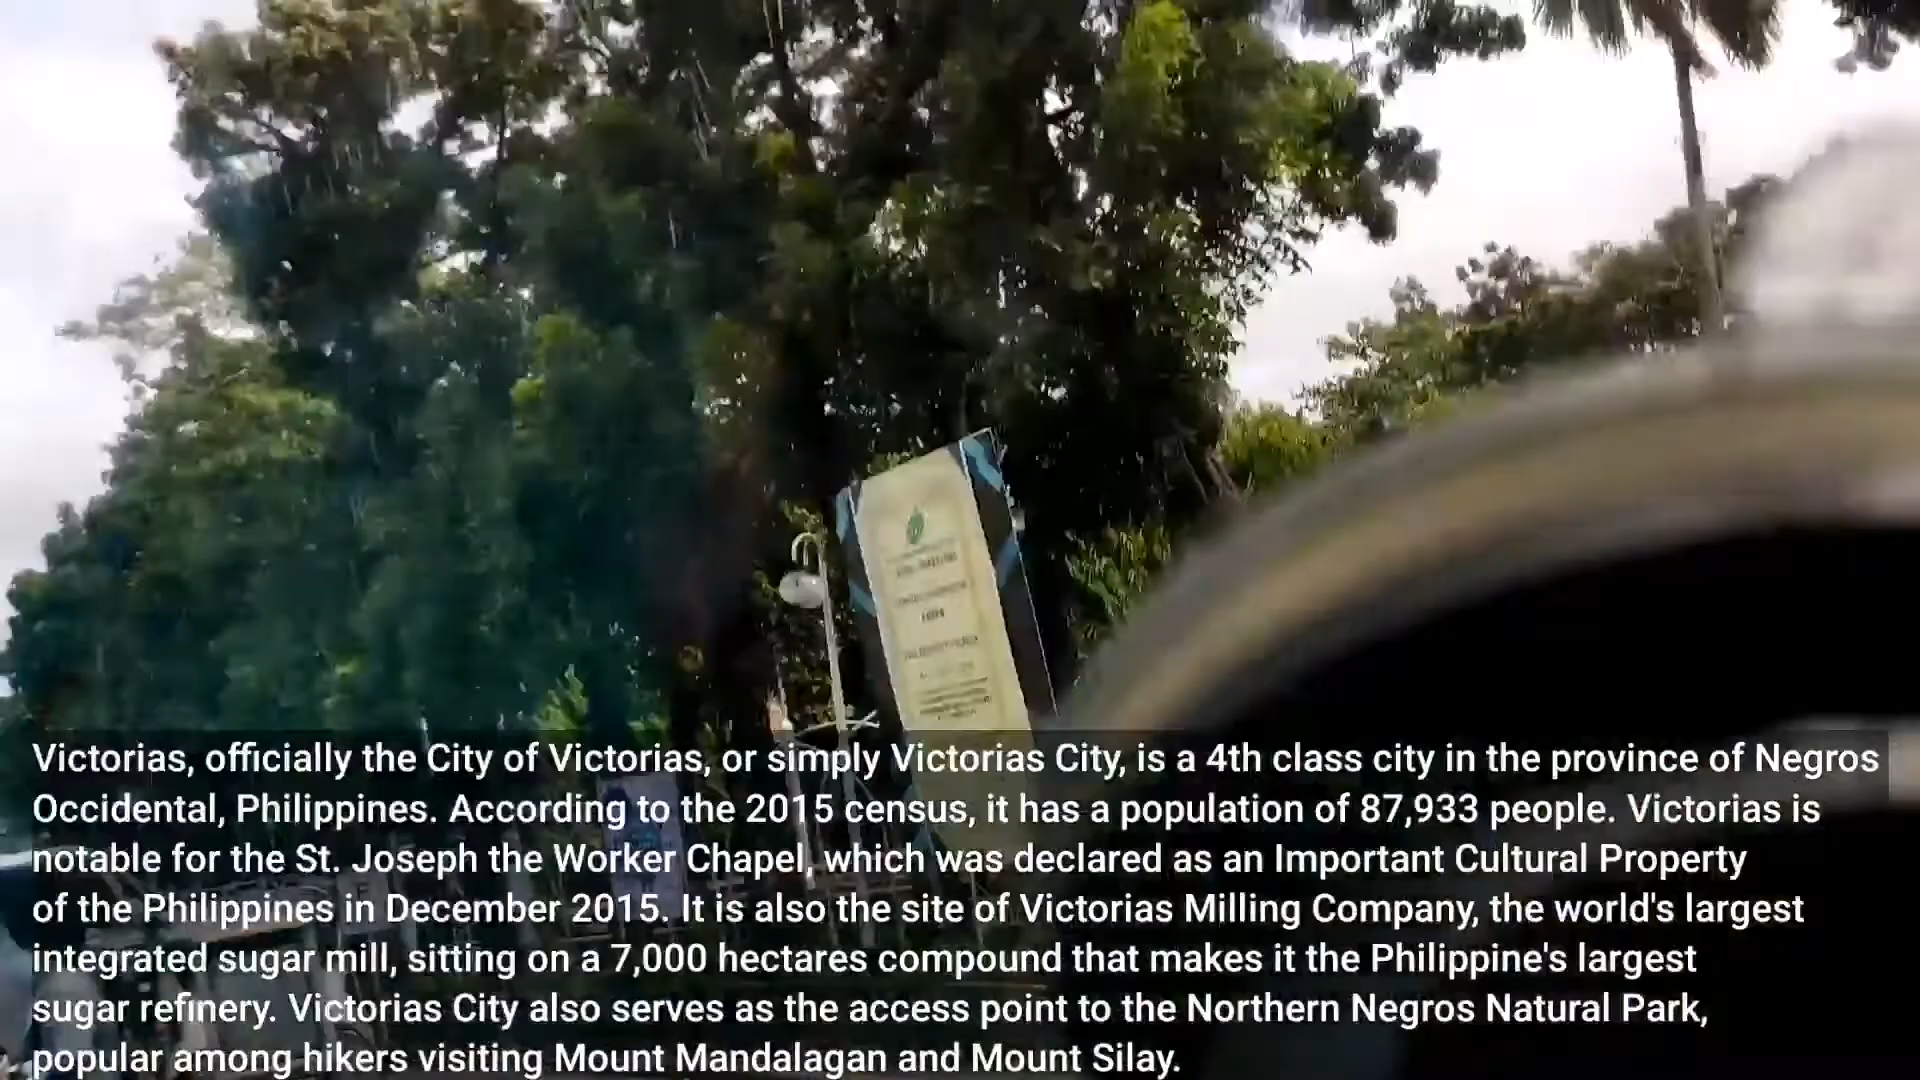 Victorias, officially the City of Victorias, or simply Victorias City, is a 4th class city in the province of Negros
Occidental, Philippines. According to the 2015 census, it has a population of 87,933 people. Victorias is
notable for the St. Joseph the Worker Chapel, which was declared as an Important Cultural Property
of the Philippines in December 2015. It is also the site of Victorias Milling Company, the world's largest
integrated sugar mill, sitting on a 7,000 hectares compound that makes it the Philippine's largest
sugar refinery. Victorias City also serves as the access point to the Northern Negros Natural Park,
popular among hikers visiting Mount Mandalagan and Mount Silay.